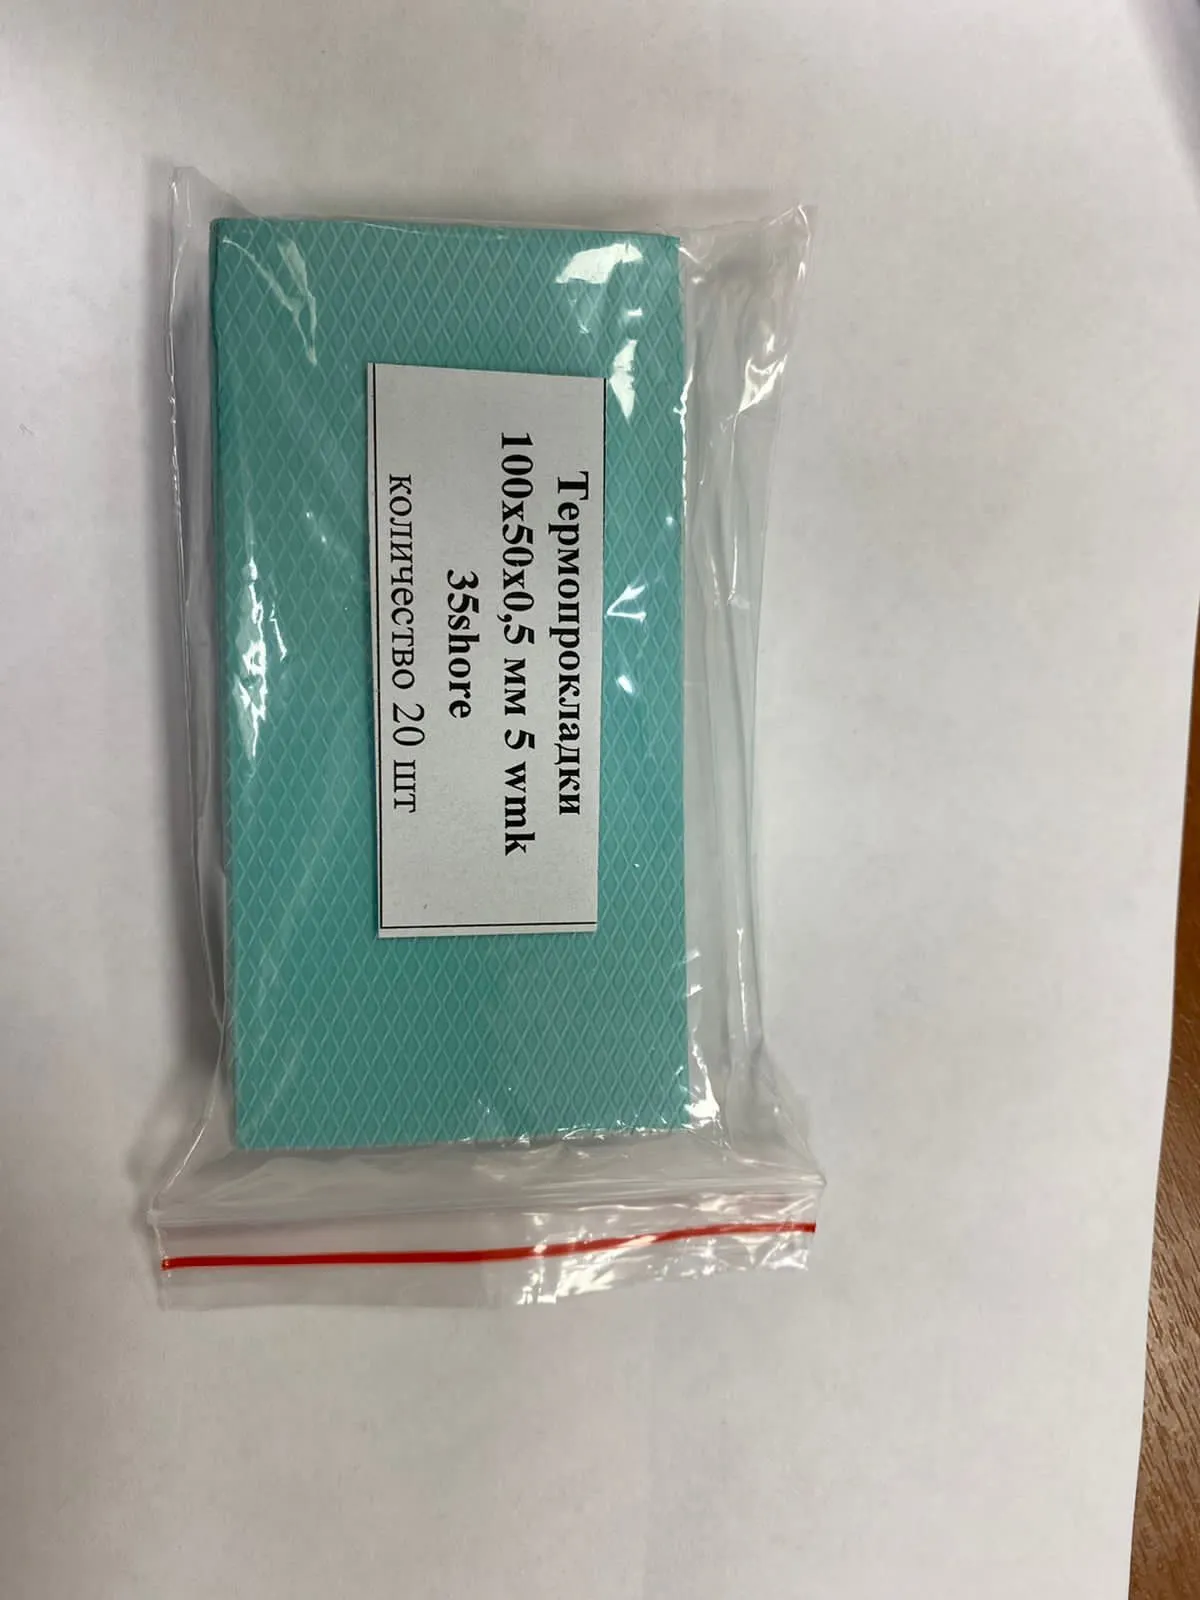 Термопрокладки
100x50x0,5 мм 5 wmk
35shore
количество 20 шт